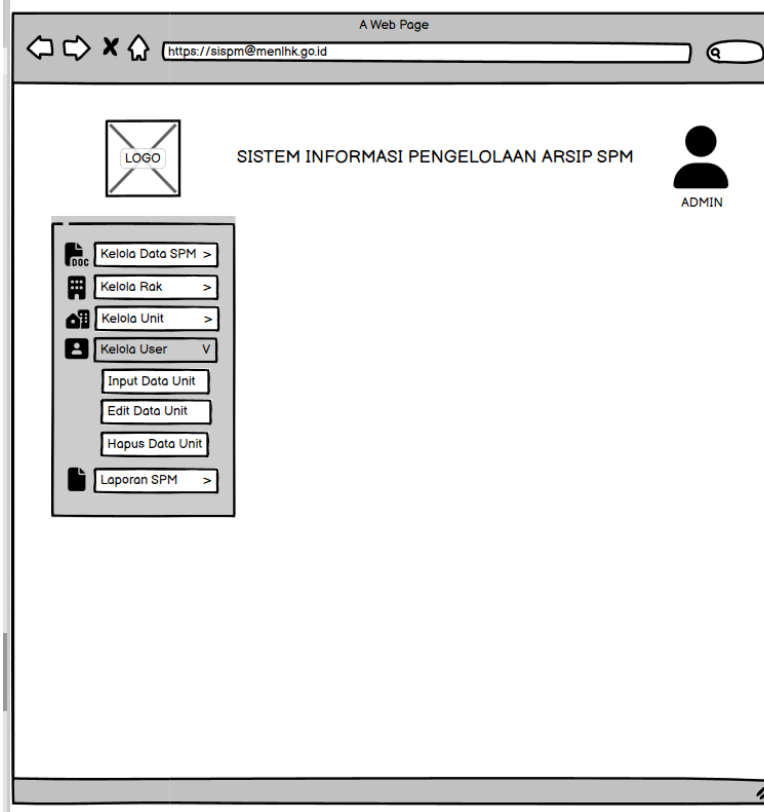 A Web Page
https://sispm@menlhk.go.id
LOGO
SISTEM INFORMASI PENGELOLAAN ARSIP SPM
ADMIN
DOC
Kelola Data SPM >
Kelola Rak >
Kelola Unit >
Kelola User V
Input Data Unit
Edit Data Unit
Hapus Data Unit
Laporan SPM >